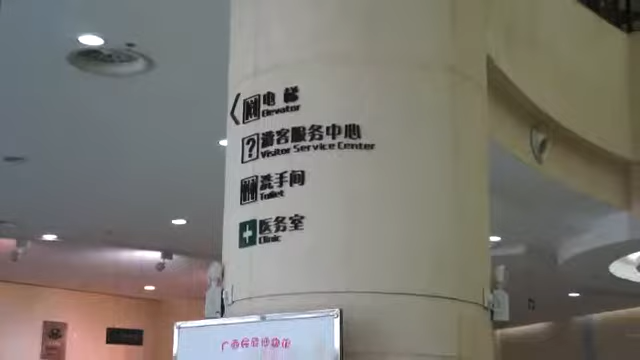 电梯
Elevator
?
游客服务中心
Visitor Service Center
洗手间
Toilet
医务室
Clinic